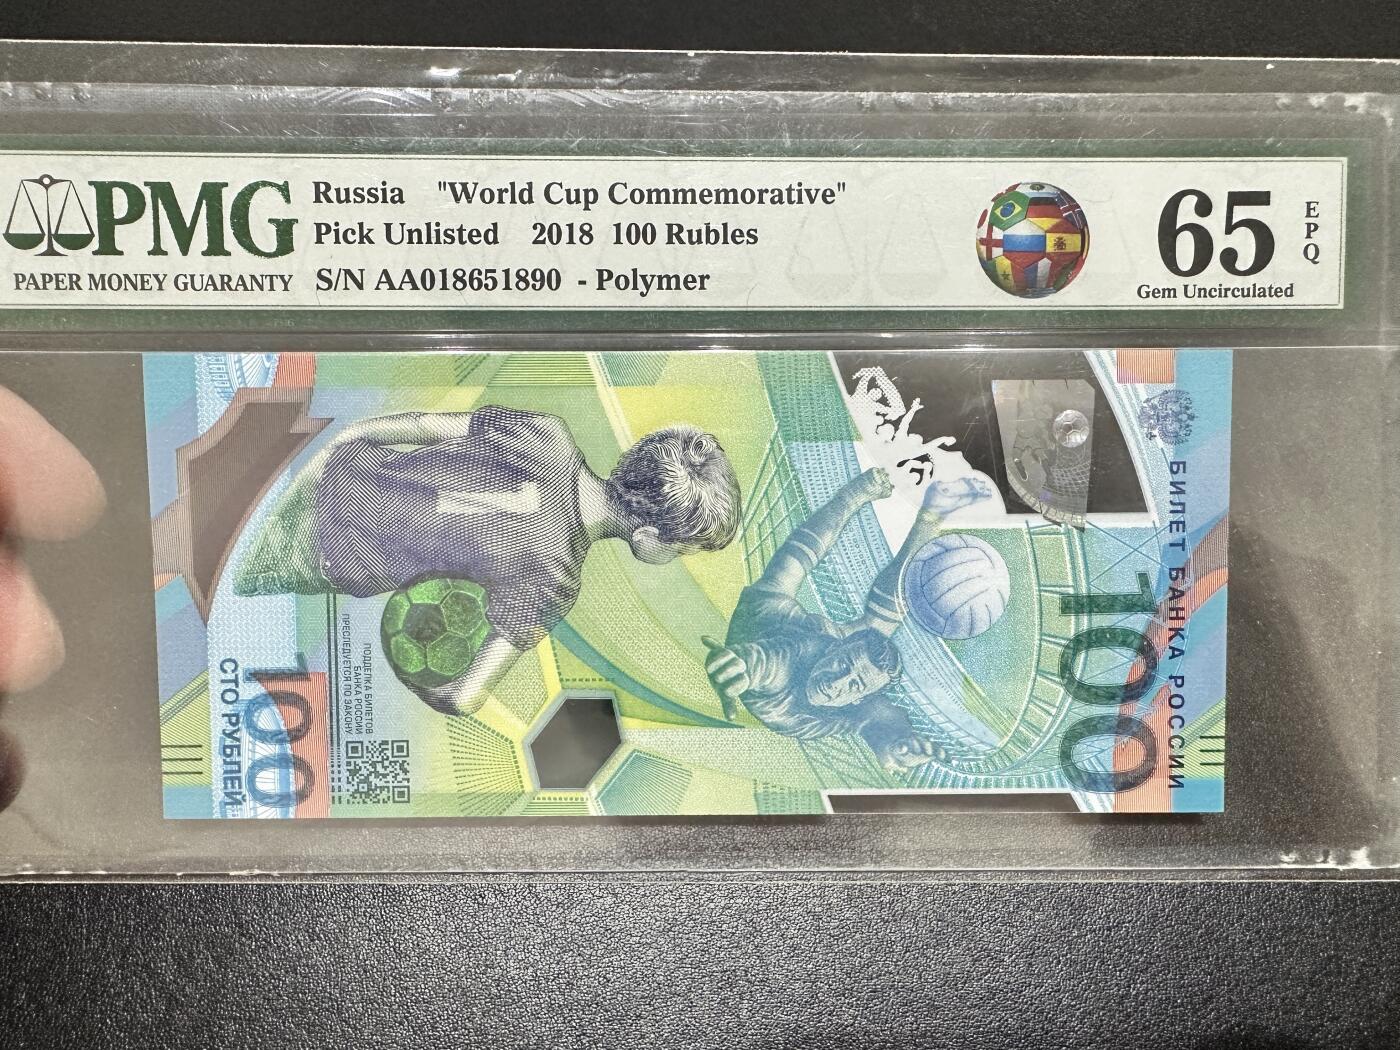 PMG
PAPER MONEY GUARANTY
Russia "World Cup Commemorative"
Pick Unlisted 2018 100 Rubles
S/N AA018651890 - Polymer
65
EPQ
Gem Uncirculated
БИЛЕТ БАНКА РОССИИ
100
1
ПОДДЕЛКА БИЛЕТОВ
БАНКА РОССИИ
ПРЕСЛЕДУЕТСЯ ПО ЗАКОНУ
100
СТО РУБЛЕЙ